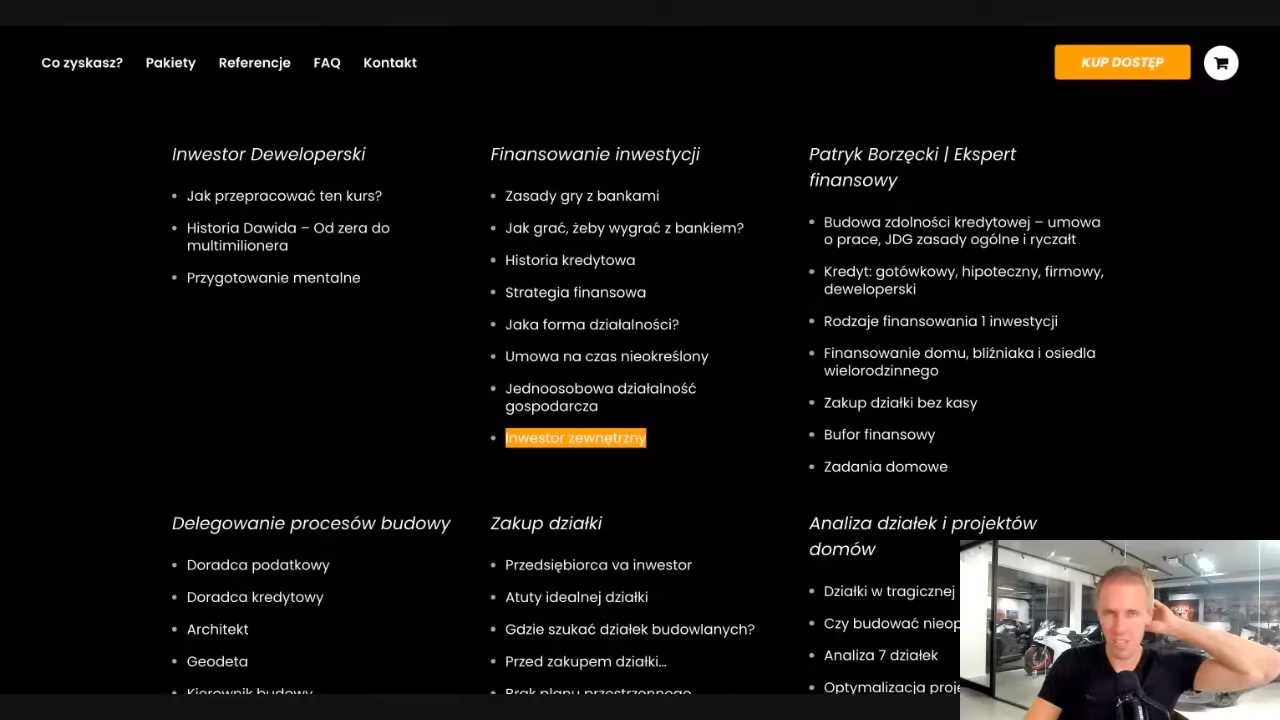 Co zyskasz? Pakiety Referencje FAQ Kontakt KUP DOSTĘP
Inwestor Deweloperski
Jak przepracować ten kurs?
Historia Dawida – Od zera do
multimilionera
Przygotowanie mentalne
Finansowanie inwestycji
Zasady gry z bankami
Jak grać, żeby wygrać z bankiem?
Historia kredytowa
Strategia finansowa
Jaka forma działalności?
Umowa na czas nieokreślony
Jednoosobowa działalność
gospodarcza
Inwestor zewnętrzny
Patryk Borzęcki | Ekspert
finansowy
Budowa zdolności kredytowej – umowa
o prace, JDG zasady ogólne i ryczałt
Kredyt: gotówkowy, hipoteczny, firmowy,
deweloperski
Rodzaje finansowania 1 inwestycji
Finansowanie domu, bliźniaka i osiedla
wielorodzinnego
Zakup działki bez kasy
Bufor finansowy
Zadania domowe
Delegowanie procesów budowy
Doradca podatkowy
Doradca kredytowy
Architekt
Geodeta
Kierownik budowy
Zakup działki
Przedsiębiorca va inwestor
Atuty idealnej działki
Gdzie szukać działek budowlanych?
Przed zakupem działki...
Brak planu przestrzennego
Analiza działek i projektów
domów
Działki w tragicznej
Czy budować
Analiza 7 działek
Optymalizacja